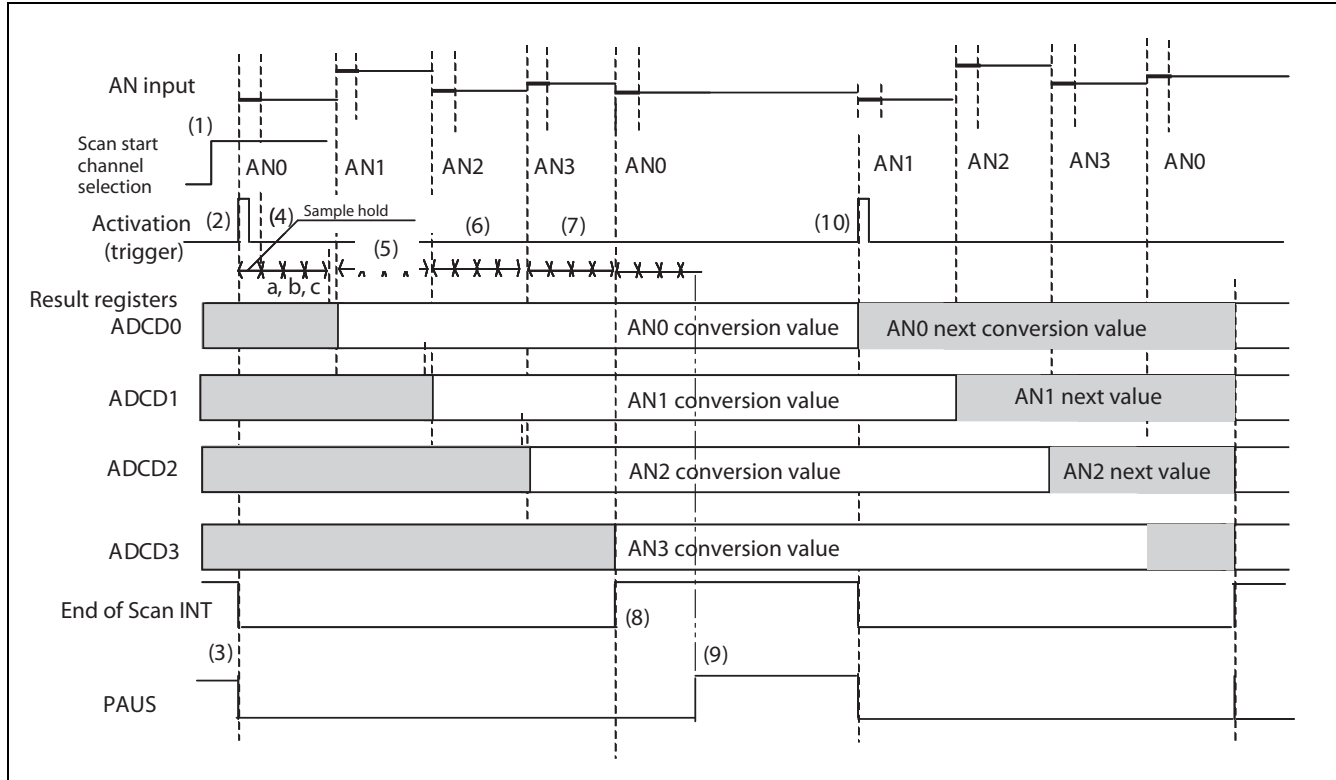 AN input
(1)
Scan start
channel
selection
AN0
AN1
AN2
AN3
AN0
AN1
AN2
AN3
AN0
Activation
(trigger)
(2)
(4)
Sample hold
(5)
(6)
(7)
(10)
a, b, c
Result registers
ADCD0
AN0 conversion value
AN0 next conversion value
ADCD1
AN1 conversion value
AN1 next value
ADCD2
AN2 conversion value
AN2 next value
ADCD3
AN3 conversion value
End of Scan INT
(8)
(3)
(9)
PAUS